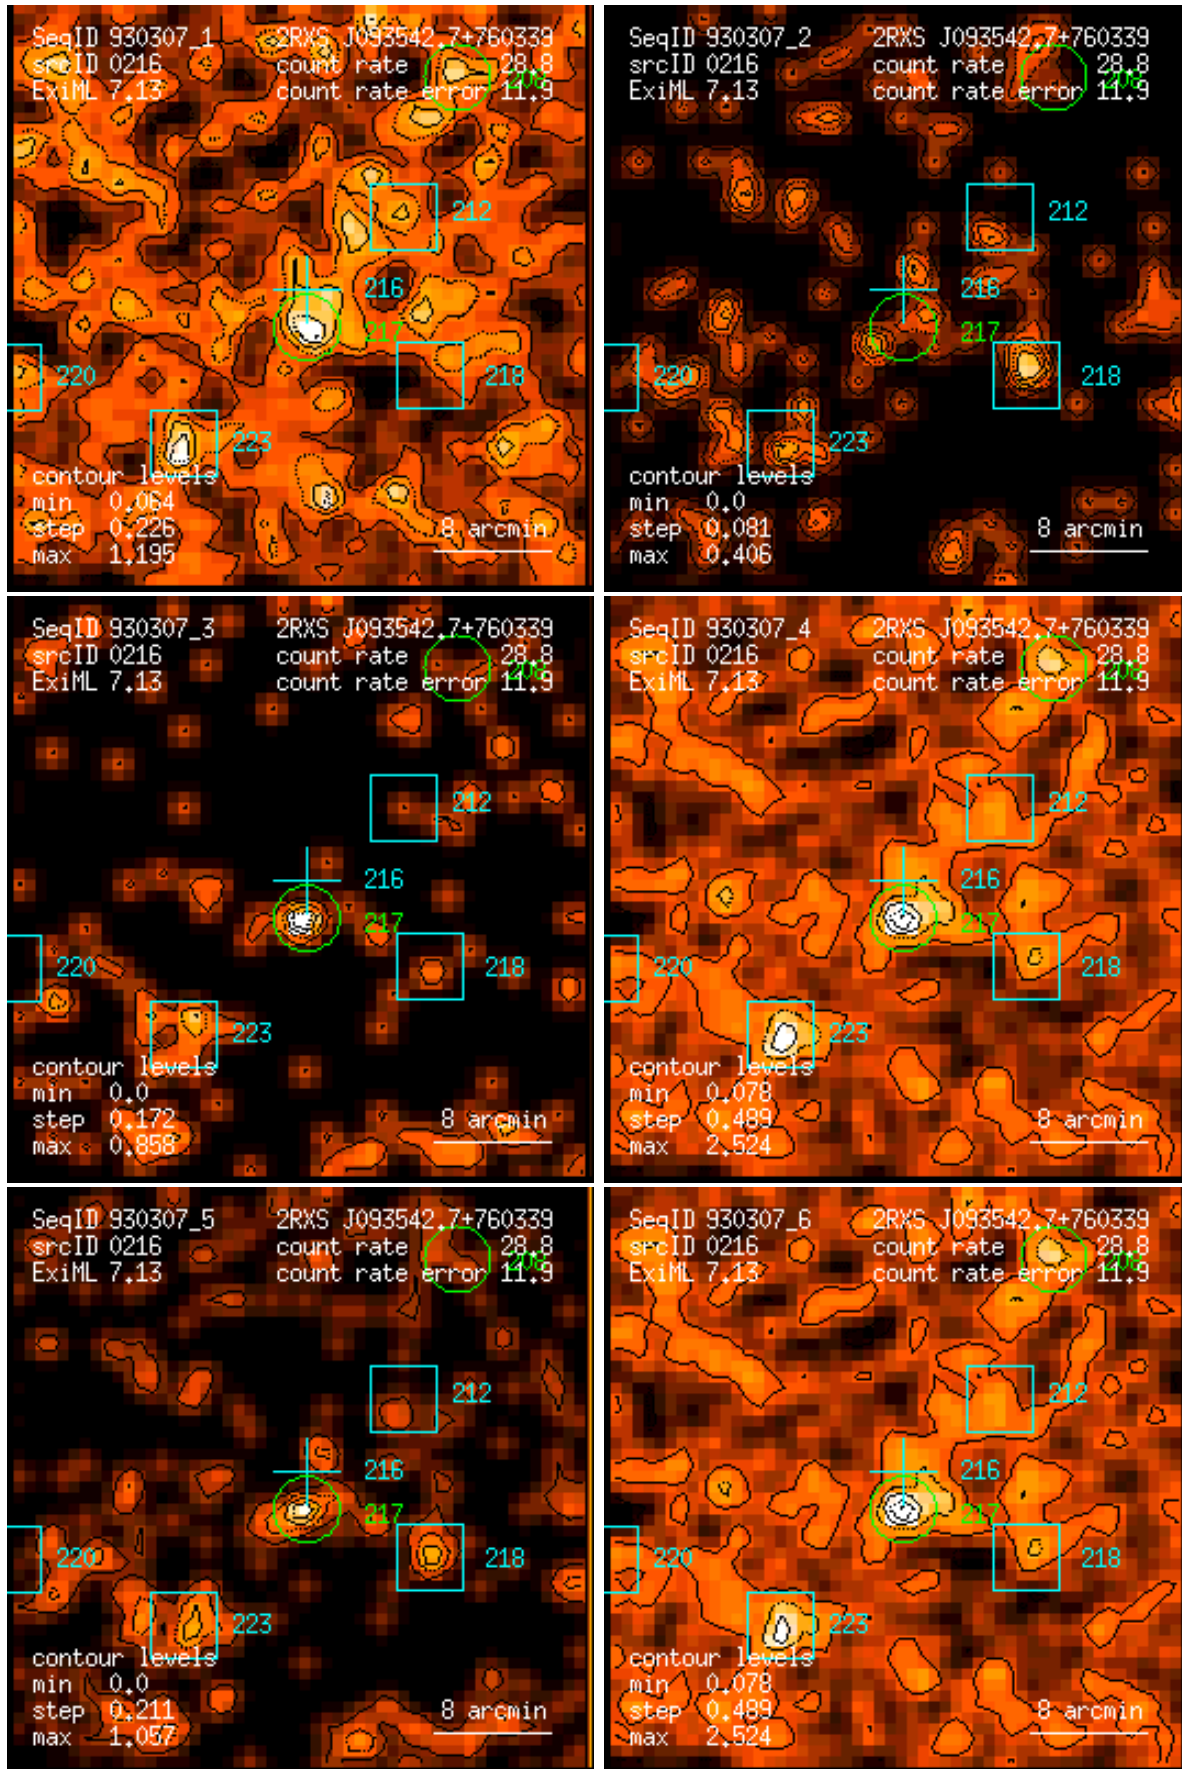 SeqID 930307_1 2RXS J093542.7+760339
srcID 0216 count rate 28.8
ExiML 7.13 count rate error 11.9
208
212
216
217
218
220
223
contour levels
min 0.064
step 0.226
max 1.195
8 arcmin
SeqID 930307_2 2RXS J093542.7+760339
srcID 0216 count rate 28.8
ExiML 7.13 count rate error 11.9
208
212
216
217
218
220
223
contour levels
min 0.0
step 0.081
max 0.406
8 arcmin
SeqID 930307_3 2RXS J093542.7+760339
srcID 0216 count rate 28.8
ExiML 7.13 count rate error 11.9
208
212
216
217
218
220
223
contour levels
min 0.0
step 0.172
max 0.858
8 arcmin
SeqID 930307_4 2RXS J093542.7+760339
srcID 0216 count rate 28.8
ExiML 7.13 count rate error 11.9
208
212
216
217
218
220
223
contour levels
min 0.078
step 0.489
max 2.524
8 arcmin
SeqID 930307_5 2RXS J093542.7+760339
srcID 0216 count rate 28.8
ExiML 7.13 count rate error 11.9
208
212
216
217
218
220
223
contour levels
min 0.0
step 0.211
max 1.057
8 arcmin
SeqID 930307_6 2RXS J093542.7+760339
srcID 0216 count rate 28.8
ExiML 7.13 count rate error 11.9
208
212
216
217
218
220
223
contour levels
min 0.078
step 0.489
max 2.524
8 arcmin